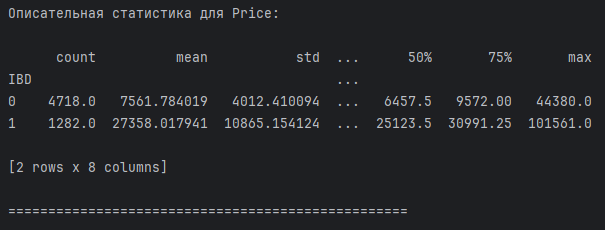 Описательная статистика для Price:
count mean std ... 50% 75% max
IBD ...
0 4718.0 7561.784019 4012.410094 ... 6457.5 9572.00 44380.0
1 1282.0 27358.017941 10865.154124 ... 25123.5 30991.25 101561.0
[2 rows x 8 columns]
==================================================